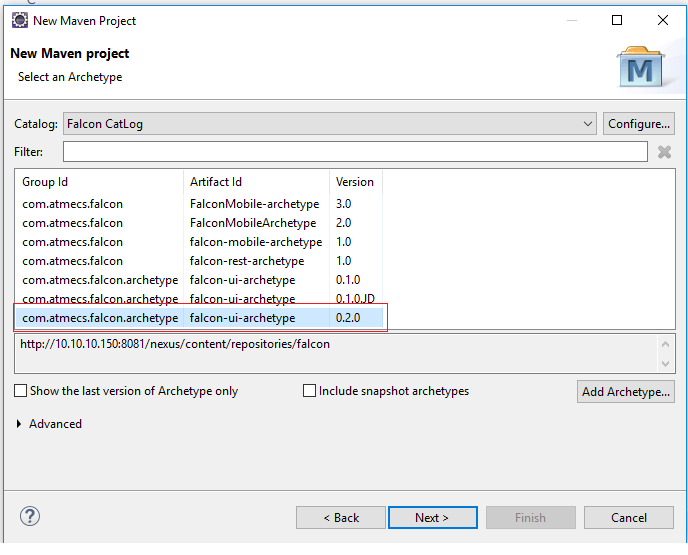 New Maven Project
New Maven project
Select an Archetype
M
Catalog: Falcon CatLog Configure...
Filter:
Group Id Artifact Id Version
com.atmecs.falcon FalconMobile-archetype 3.0
com.atmecs.falcon FalconMobileArchetype 2.0
com.atmecs.falcon falcon-mobile-archetype 1.0
com.atmecs.falcon falcon-rest-archetype 1.0
com.atmecs.falcon.archetype falcon-ui-archetype 0.1.0
com.atmecs.falcon.archetype falcon-ui-archetype 0.1.0.JD
com.atmecs.falcon.archetype falcon-ui-archetype 0.2.0
http://10.10.10.150:8081/nexus/content/repositories/falcon
Show the last version of Archetype only Include snapshot archetypes Add Archetype...
Advanced
? < Back Next > Finish Cancel